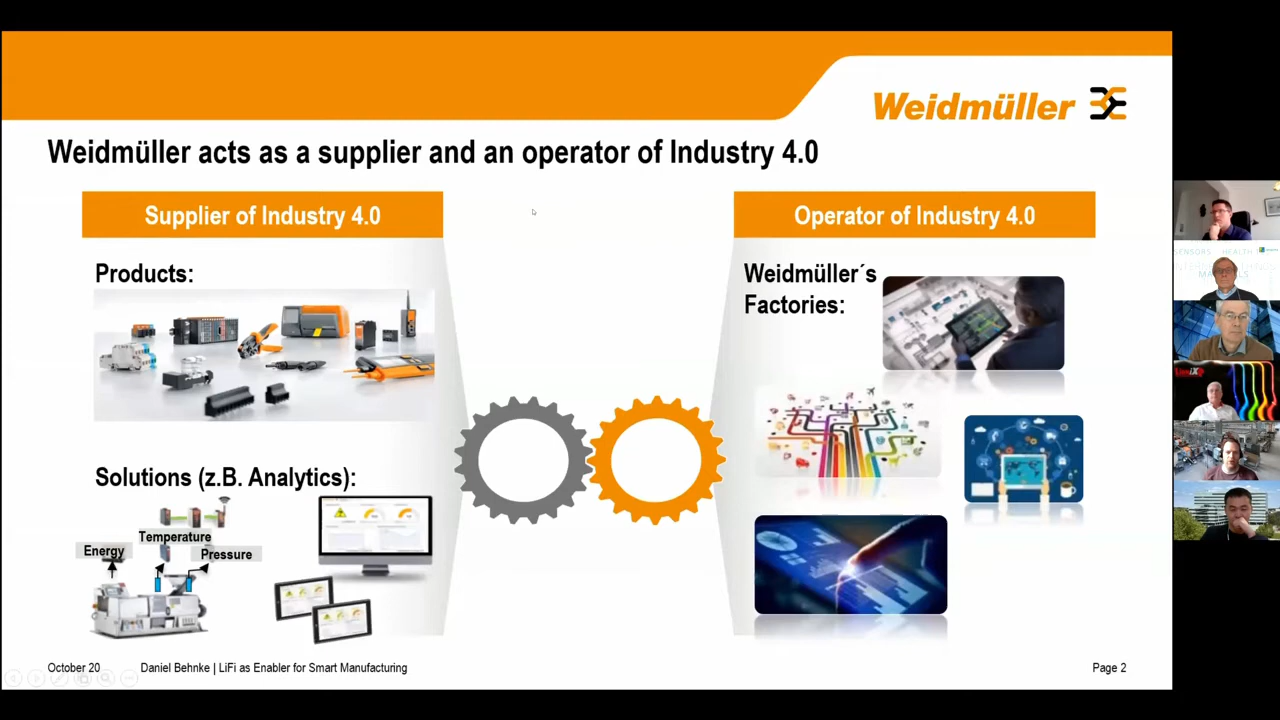 Weidmüller
Weidmüller acts as a supplier and an operator of Industry 4.0
Supplier of Industry 4.0
Products:
Solutions (z.B. Analytics):
Temperature
Energy
Pressure
Operator of Industry 4.0
Weidmüller´s
Factories:
October 20
Daniel Behnke | LiFi as Enabler for Smart Manufacturing
Page 2
SENSORS
HEALTH